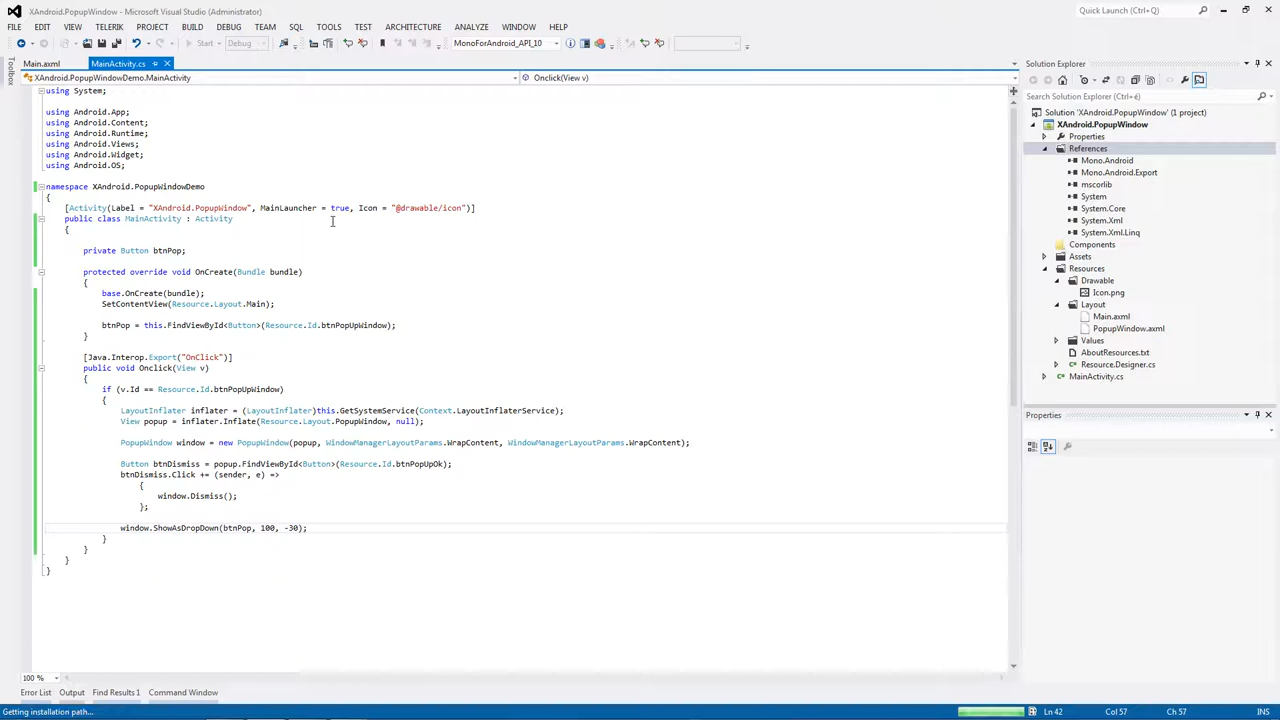 XAndroid.PopupWindow - Microsoft Visual Studio (Administrator)
Quick Launch (Ctrl+é)
FILE EDIT VIEW TELERIK PROJECT BUILD DEBUG TEAM SQL TOOLS TEST ARCHITECTURE ANALYZE WINDOW HELP
Start Debug MonoForAndroid_API_10
Toolbox
Main.axml MainActivity.cs
XAndroid.PopupWindowDemo.MainActivity Onclick(View v)
using System;
using Android.App;
using Android.Content;
using Android.Runtime;
using Android.Views;
using Android.Widget;
using Android.OS;
namespace XAndroid.PopupWindowDemo
{
[Activity(Label = "XAndroid.PopupWindow", MainLauncher = true, Icon = "@drawable/icon")]
public class MainActivity : Activity
{
private Button btnPop;
protected override void OnCreate(Bundle bundle)
{
base.OnCreate(bundle);
SetContentView(Resource.Layout.Main);
btnPop = this.FindViewById<Button>(Resource.Id.btnPopUpWindow);
}
[Java.Interop.Export("OnClick")]
public void Onclick(View v)
{
if (v.Id == Resource.Id.btnPopUpWindow)
{
LayoutInflater inflater = (LayoutInflater)this.GetSystemService(Context.LayoutInflaterService);
View popup = inflater.Inflate(Resource.Layout.PopupWindow, null);
PopupWindow window = new PopupWindow(popup, WindowManagerLayoutParams.WrapContent, WindowManagerLayoutParams.WrapContent);
Button btnDismiss = popup.FindViewById<Button>(Resource.Id.btnPopUpOk);
btnDismiss.Click += (sender, e) =>
{
window.Dismiss();
};
window.ShowAsDropDown(btnPop, 100, -30);
}
}
}
}
100 %
Error List Output Find Results 1 Command Window
Solution Explorer
Search Solution Explorer (Ctrl+é)
Solution 'XAndroid.PopupWindow' (1 project)
XAndroid.PopupWindow
Properties
References
Mono.Android
Mono.Android.Export
mscorlib
System
System.Core
System.Xml
System.Xml.Linq
Components
Assets
Resources
Drawable
Icon.png
Layout
Main.axml
PopupWindow.axml
Values
AboutResources.txt
Resource.Designer.cs
MainActivity.cs
Properties
Getting installation path... Ln 42 Col 57 Ch 57 INS